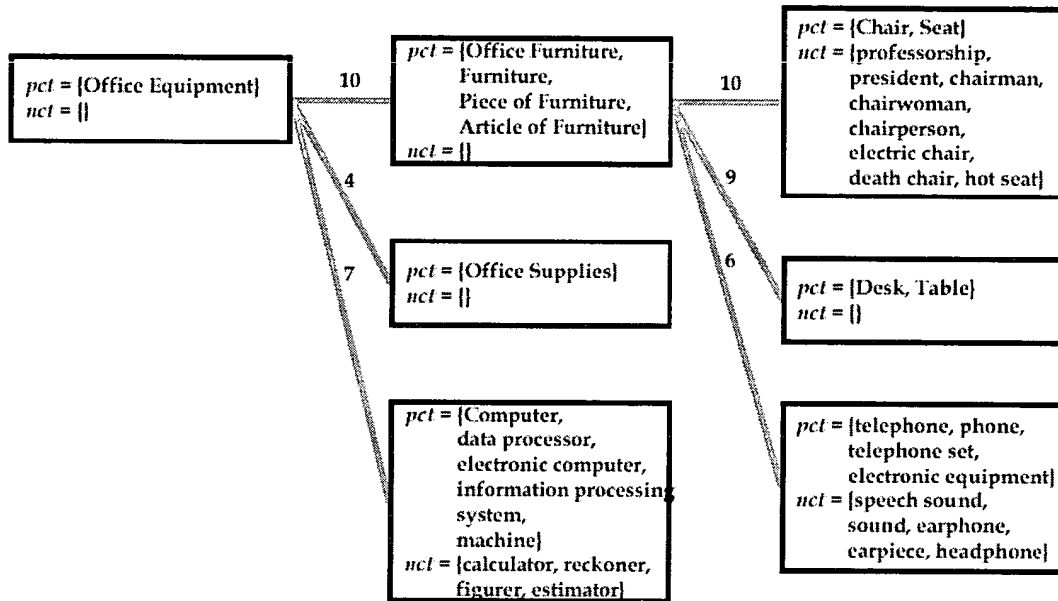 pct = {Office Equipment}
nct = {}
10
4
7
pct = {Office Furniture,
Furniture,
Piece of Furniture,
Article of Furniture}
nct = {}
pct = {Office Supplies}
nct = {}
pct = {Computer,
data processor,
electronic computer,
information processing
system,
machine}
nct = {calculator, reckoner,
figurer, estimator}
10
9
6
pct = {Chair, Seat}
nct = {professorship,
president, chairman,
chairwoman,
chairperson,
electric chair,
death chair, hot seat}
pct = {Desk, Table}
nct = {}
pct = {telephone, phone,
telephone set,
electronic equipment}
nct = {speech sound,
sound, earphone,
earpiece, headphone}